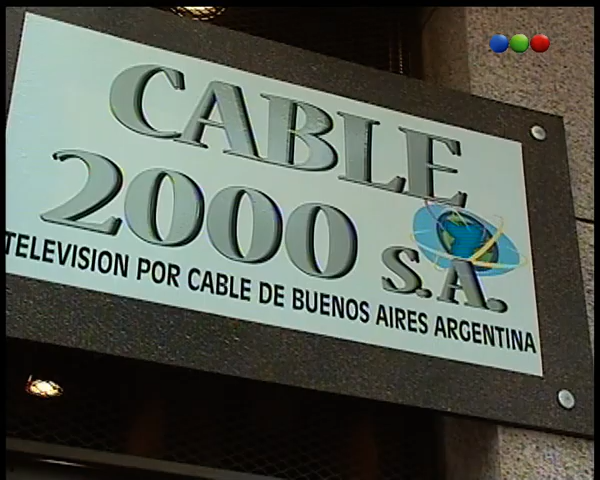 CABLE
2000 S.A.
TELEVISION POR CABLE DE BUENOS AIRES ARGENTINA